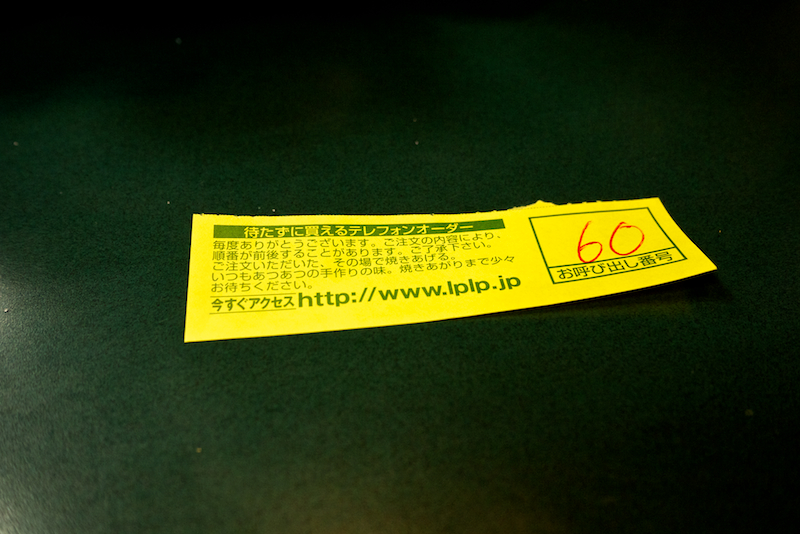 待たずに買えるテレフォンオーダー
毎度ありがとうございます。ご注文の内容により、
順番が前後することがあります。ご了承下さい。
ご注文いただいた、その場で焼きあげる。
いつもあつあつの手作りの味。焼きあがりまで少々
お待ちください。
今すぐアクセス http://www.lplp.jp
60
お呼び出し番号